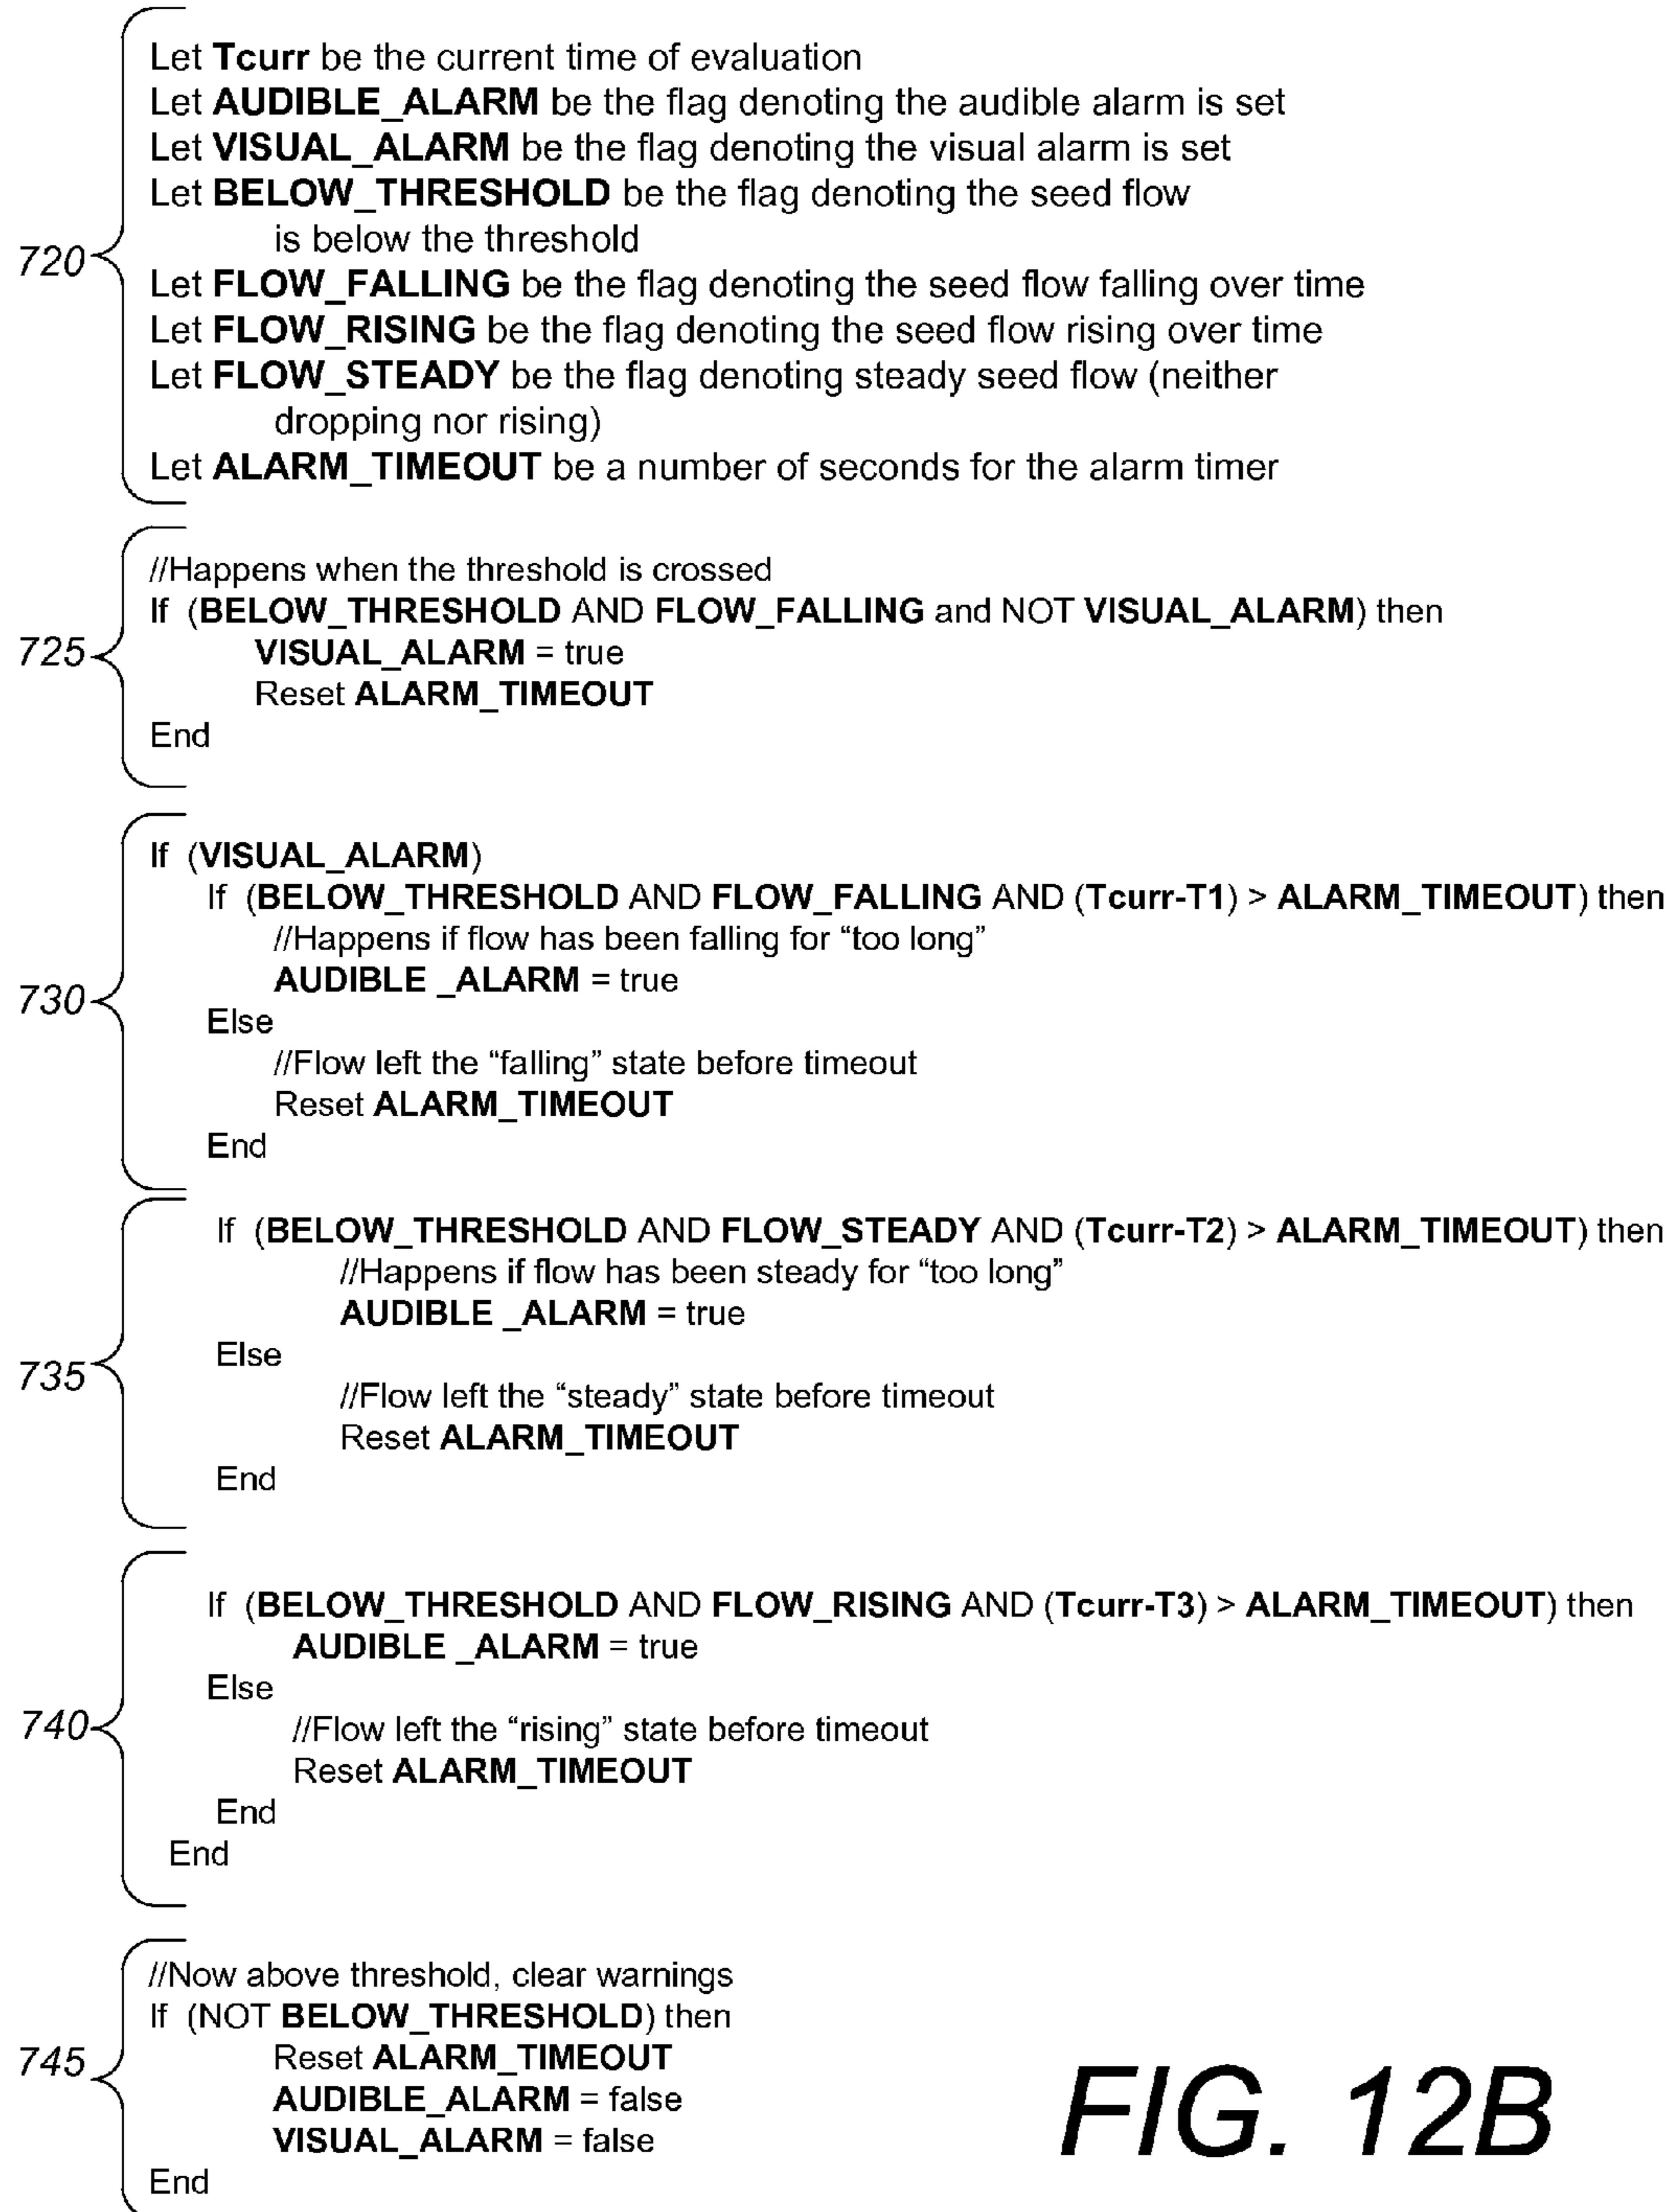 Let Tcurr be the current time of evaluation
Let AUDIBLE_ALARM be the flag denoting the audible alarm is set
Let VISUAL_ALARM be the flag denoting the visual alarm is set
Let BELOW_THRESHOLD be the flag denoting the seed flow
is below the threshold
720
Let FLOW_FALLING be the flag denoting the seed flow falling over time
Let FLOW_RISING be the flag denoting the seed flow rising over time
Let FLOW_STEADY be the flag denoting steady seed flow (neither
dropping nor rising)
Let ALARM_TIMEOUT be a number of seconds for the alarm timer
//Happens when the threshold is crossed
If (BELOW_THRESHOLD AND FLOW_FALLING and NOT VISUAL_ALARM) then
725
VISUAL_ALARM = true
Reset ALARM_TIMEOUT
End
If (VISUAL_ALARM)
If (BELOW_THRESHOLD AND FLOW_FALLING AND (Tcurr-T1) > ALARM_TIMEOUT) then
//Happens if flow has been falling for “too long”
AUDIBLE _ALARM = true
730
Else
//Flow left the “falling” state before timeout
Reset ALARM_TIMEOUT
End
If (BELOW_THRESHOLD AND FLOW_STEADY AND (Tcurr-T2) > ALARM_TIMEOUT) then
//Happens if flow has been steady for “too long”
AUDIBLE _ALARM = true
Else
735
//Flow left the “steady” state before timeout
Reset ALARM_TIMEOUT
End
If (BELOW_THRESHOLD AND FLOW_RISING AND (Tcurr-T3) > ALARM_TIMEOUT) then
AUDIBLE _ALARM = true
Else
740
//Flow left the “rising” state before timeout
Reset ALARM_TIMEOUT
End
End
//Now above threshold, clear warnings
If (NOT BELOW_THRESHOLD) then
745
Reset ALARM_TIMEOUT
AUDIBLE_ALARM = false
VISUAL_ALARM = false
End
FIG. 12B